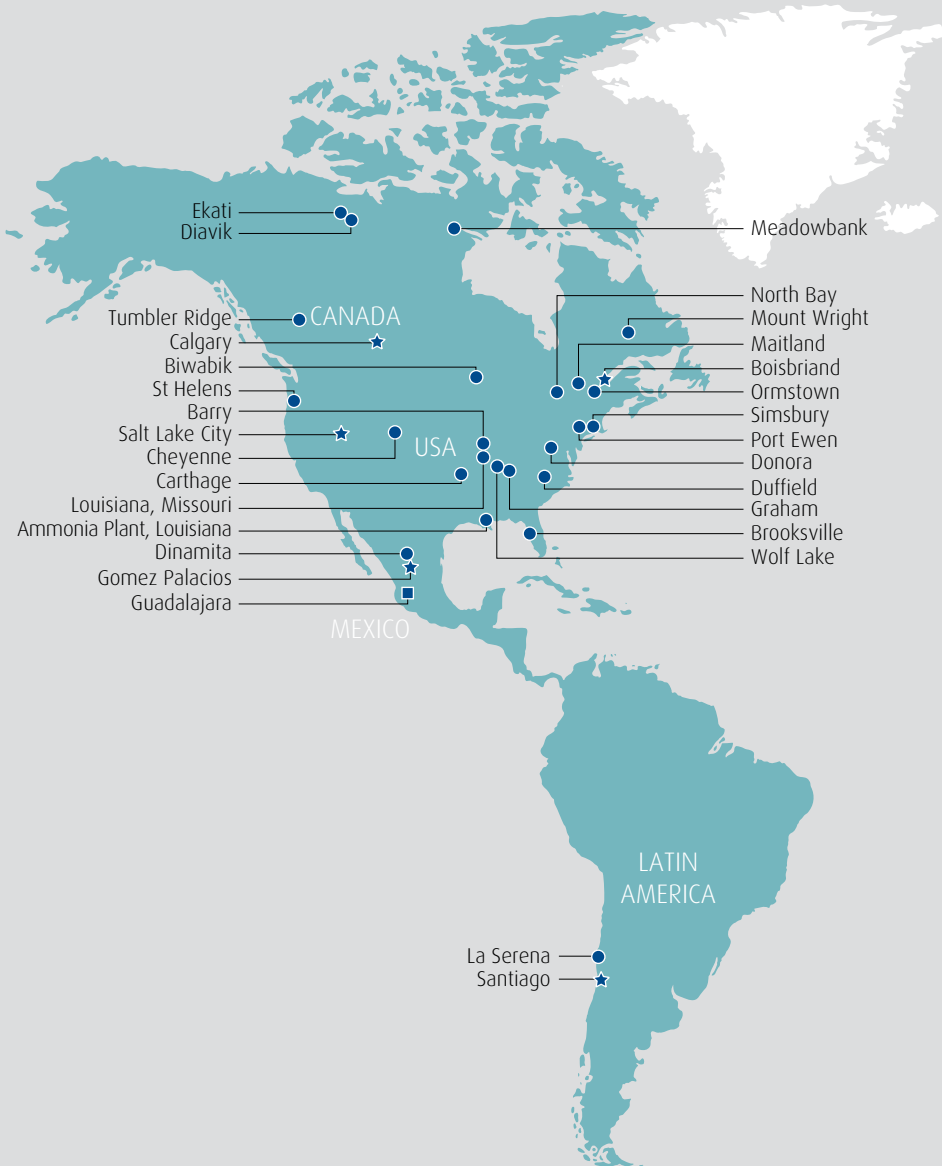 Ekati
Diavik
Meadowbank
North Bay
Tumbler Ridge
CANADA
Mount Wright
Calgary
Maitland
Biwabik
Boisbriand
St Helens
Ormstown
Barry
Simsbury
Salt Lake City
USA
Port Ewen
Cheyenne
Donora
Carthage
Duffield
Louisiana, Missouri
Graham
Ammonia Plant, Louisiana
Brooksville
Dinamita
Wolf Lake
Gomez Palacios
Guadalajara
MEXICO
LATIN
AMERICA
La Serena
Santiago